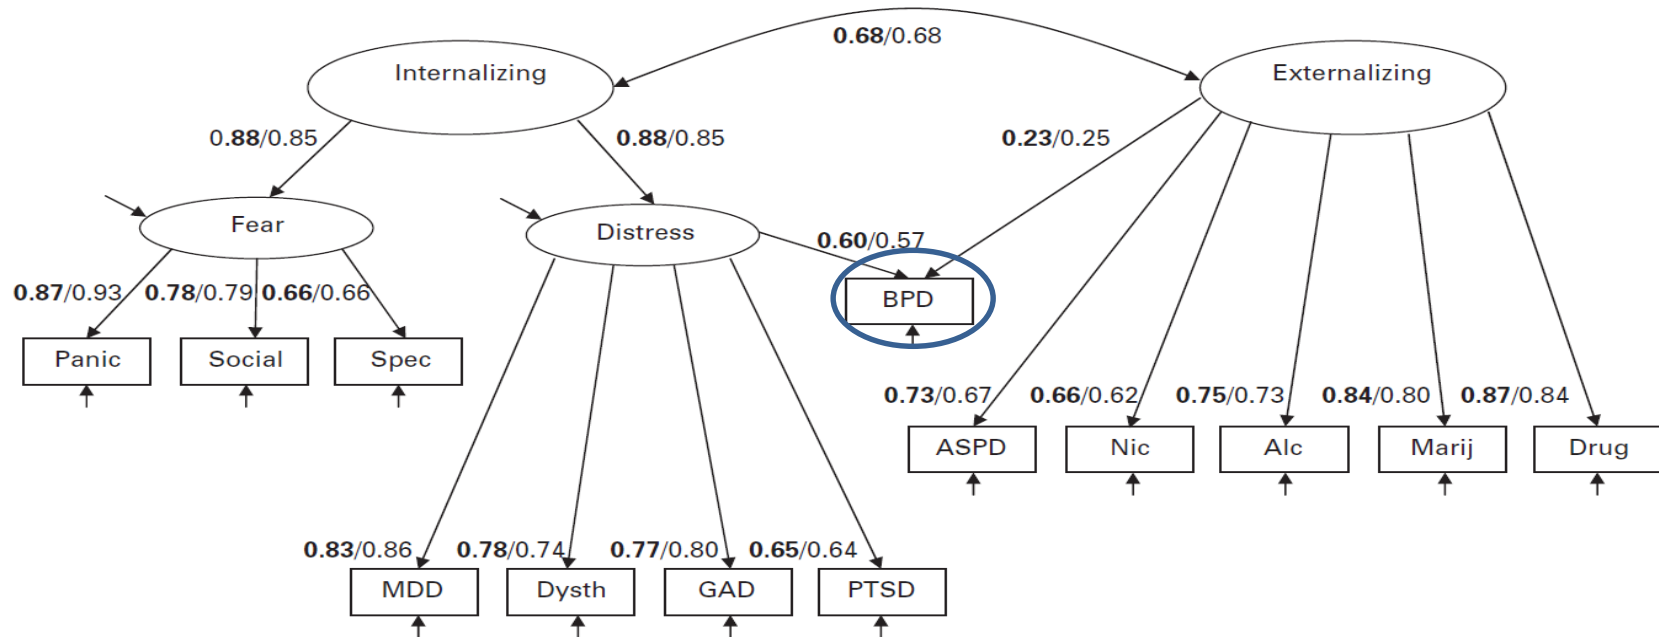 0.68/0.68
Internalizing
Externalizing
0.88/0.85
0.88/0.85
0.23/0.25
Fear
Distress
0.60/0.57
0.87/0.93
0.78/0.79
0.66/0.66
BPD
Panic
Social
Spec
0.73/0.67
0.66/0.62
0.75/0.73
0.84/0.80
0.87/0.84
ASPD
Nic
Alc
Marij
Drug
0.83/0.86
0.78/0.74
0.77/0.80
0.65/0.64
MDD
Dysth
GAD
PTSD